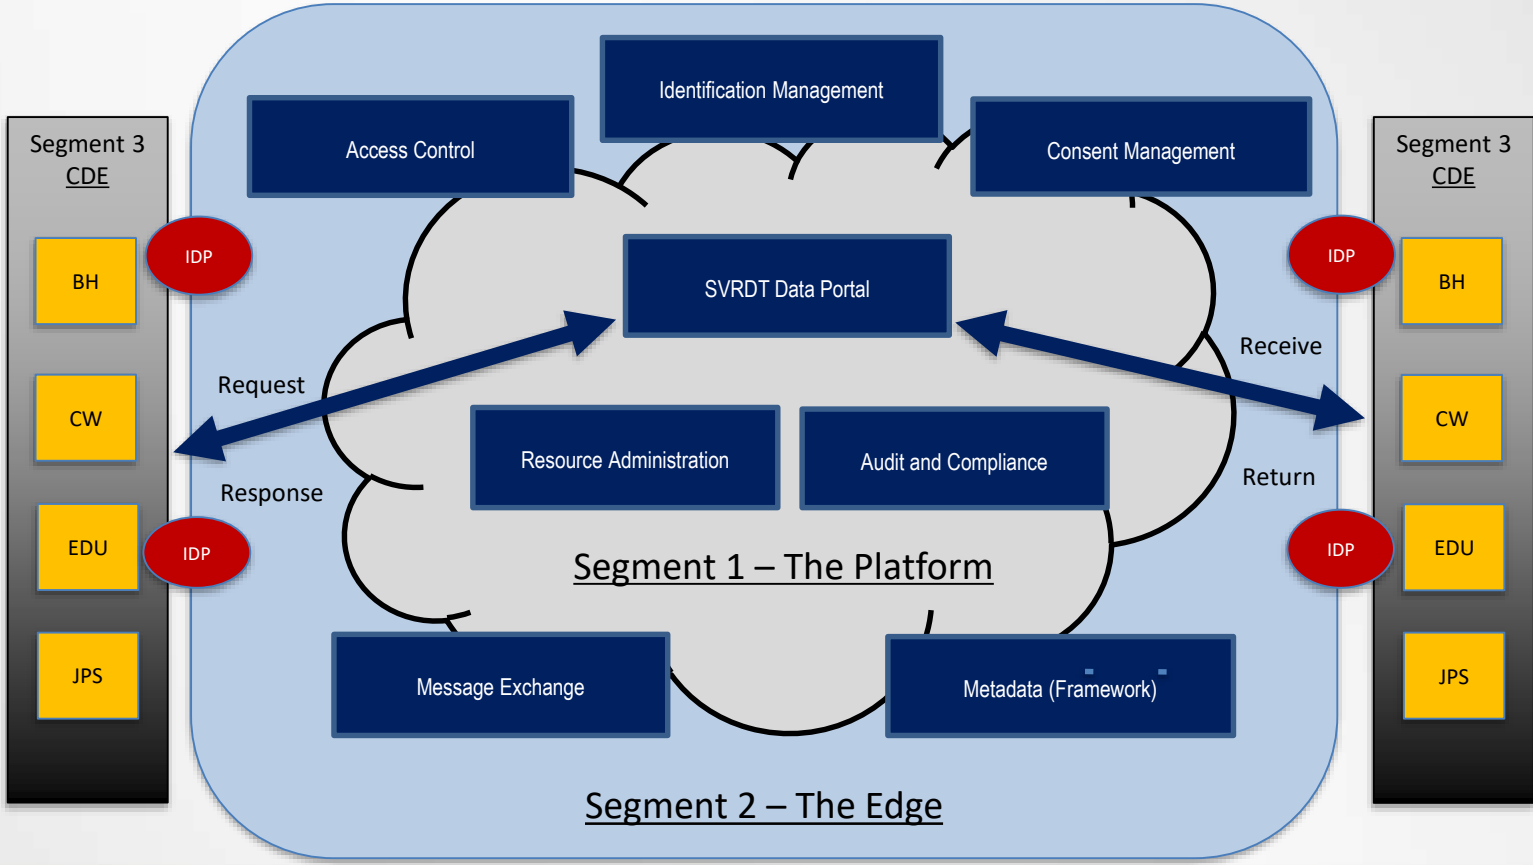 Identification Management
Access Control
Consent Management
Segment 3
CDE
Segment 3
CDE
IDP
IDP
BH
BH
SVRDT Data Portal
Receive
Request
CW
CW
Resource Administration
Audit and Compliance
Response
Return
EDU
IDP
IDP
EDU
Segment 1 – The Platform
JPS
JPS
Message Exchange
Metadata (Framework)
Segment 2 – The Edge